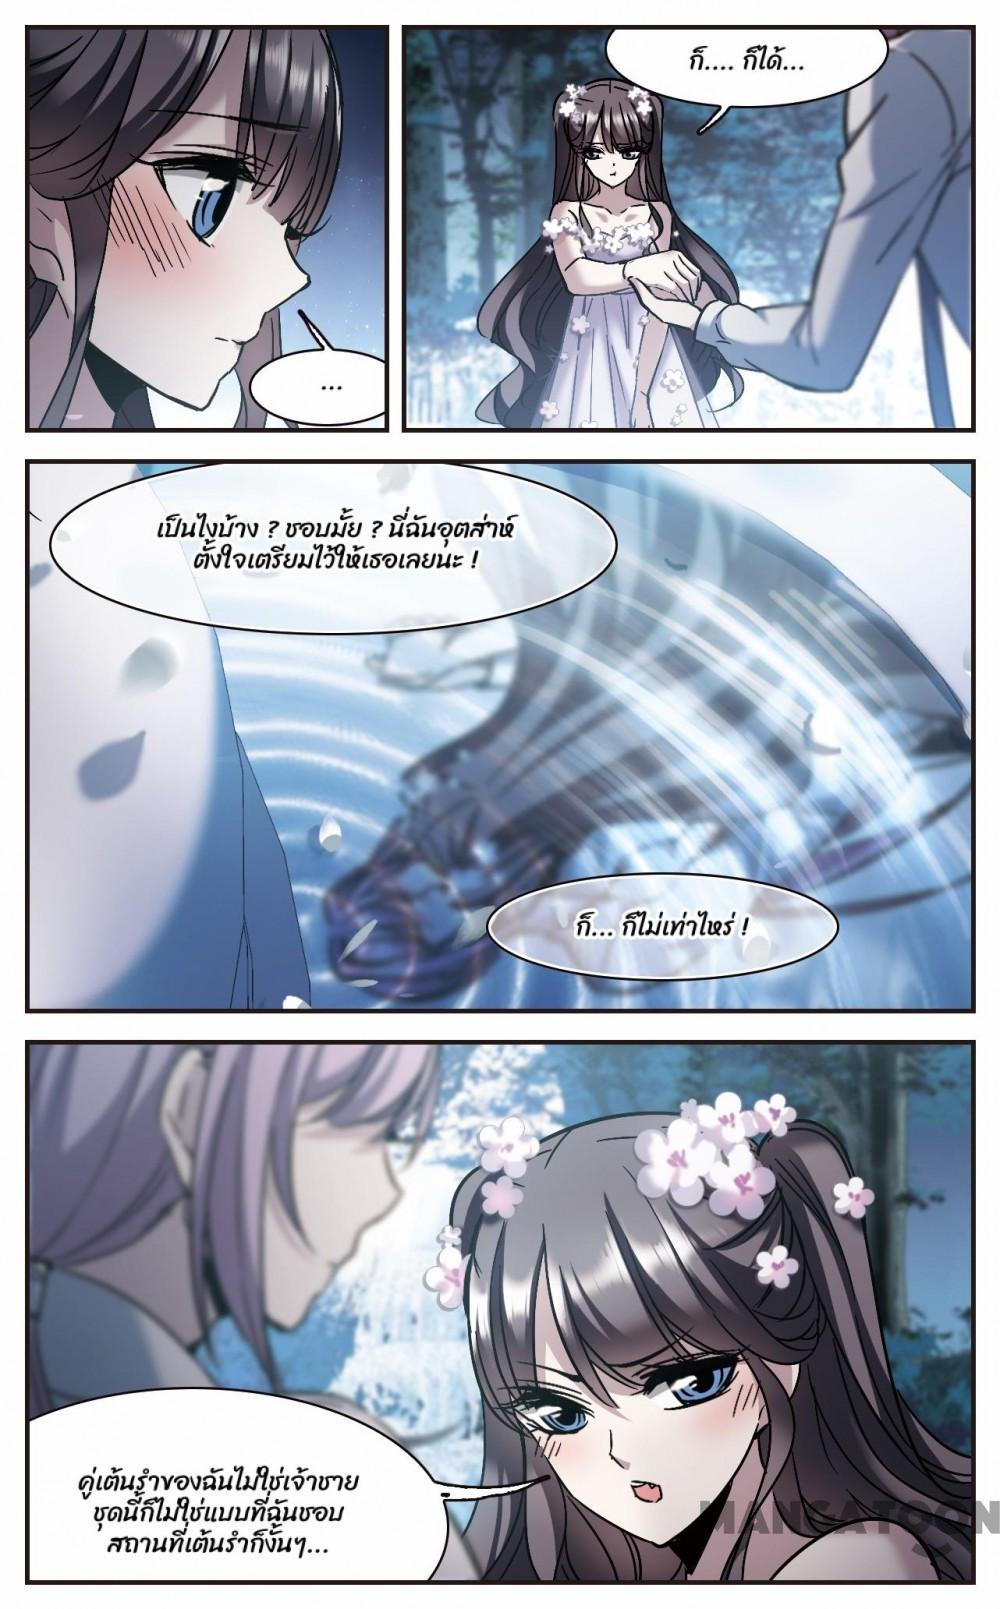 ...
ก็.... ก็ได้...
เป็นไงบ้าง ? ชอบมั้ย ? นี่ฉันอุตส่าห์
ตั้งใจเตรียมไว้ให้เธอเลยนะ !
ก็... ก็ไม่เท่าไหร่ !
คู่เต้นรำของฉันไม่ใช่เจ้าชาย
ชุดนี้ก็ไม่ใช่แบบที่ฉันชอบ
สถานที่เต้นรำก็งั้นๆ...
MANGATOON